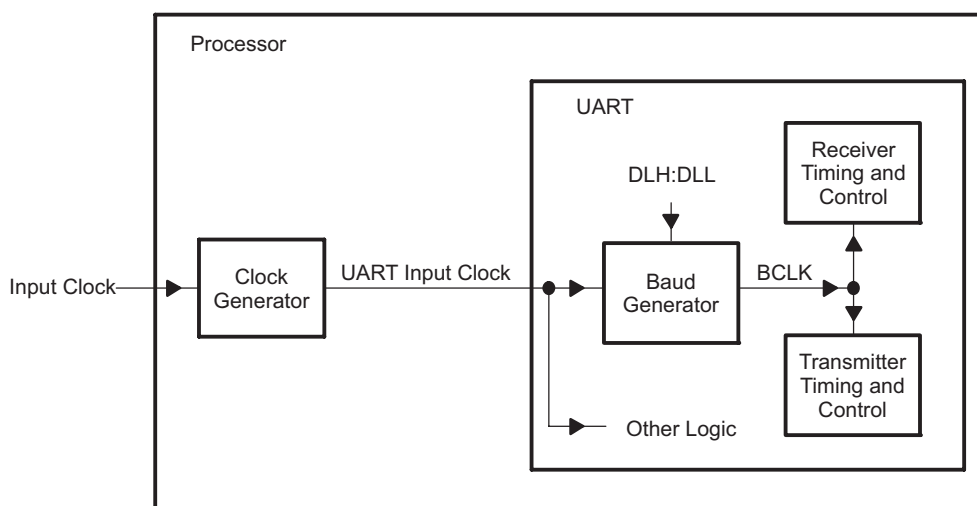 Processor
UART
Receiver
Timing and
Control
DLH:DLL
Input Clock
Clock
Generator
UART Input Clock
Baud
Generator
BCLK
Transmitter
Timing and
Control
Other Logic